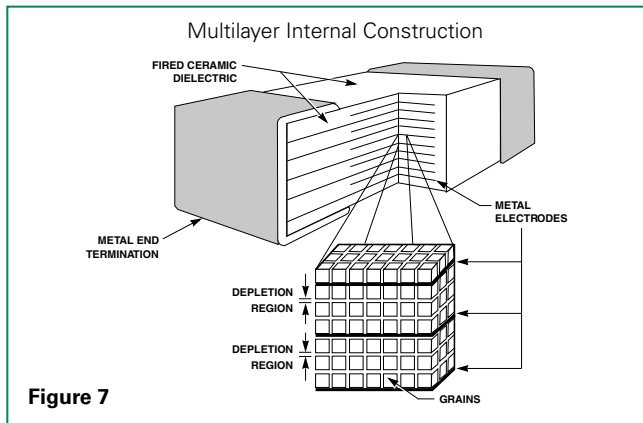 Multilayer Internal Construction
FIRED CERAMIC
DIELECTRIC
METAL
ELECTRODES
METAL END
TERMINATION
DEPLETION
REGION
DEPLETION
REGION
GRAINS
Figure 7